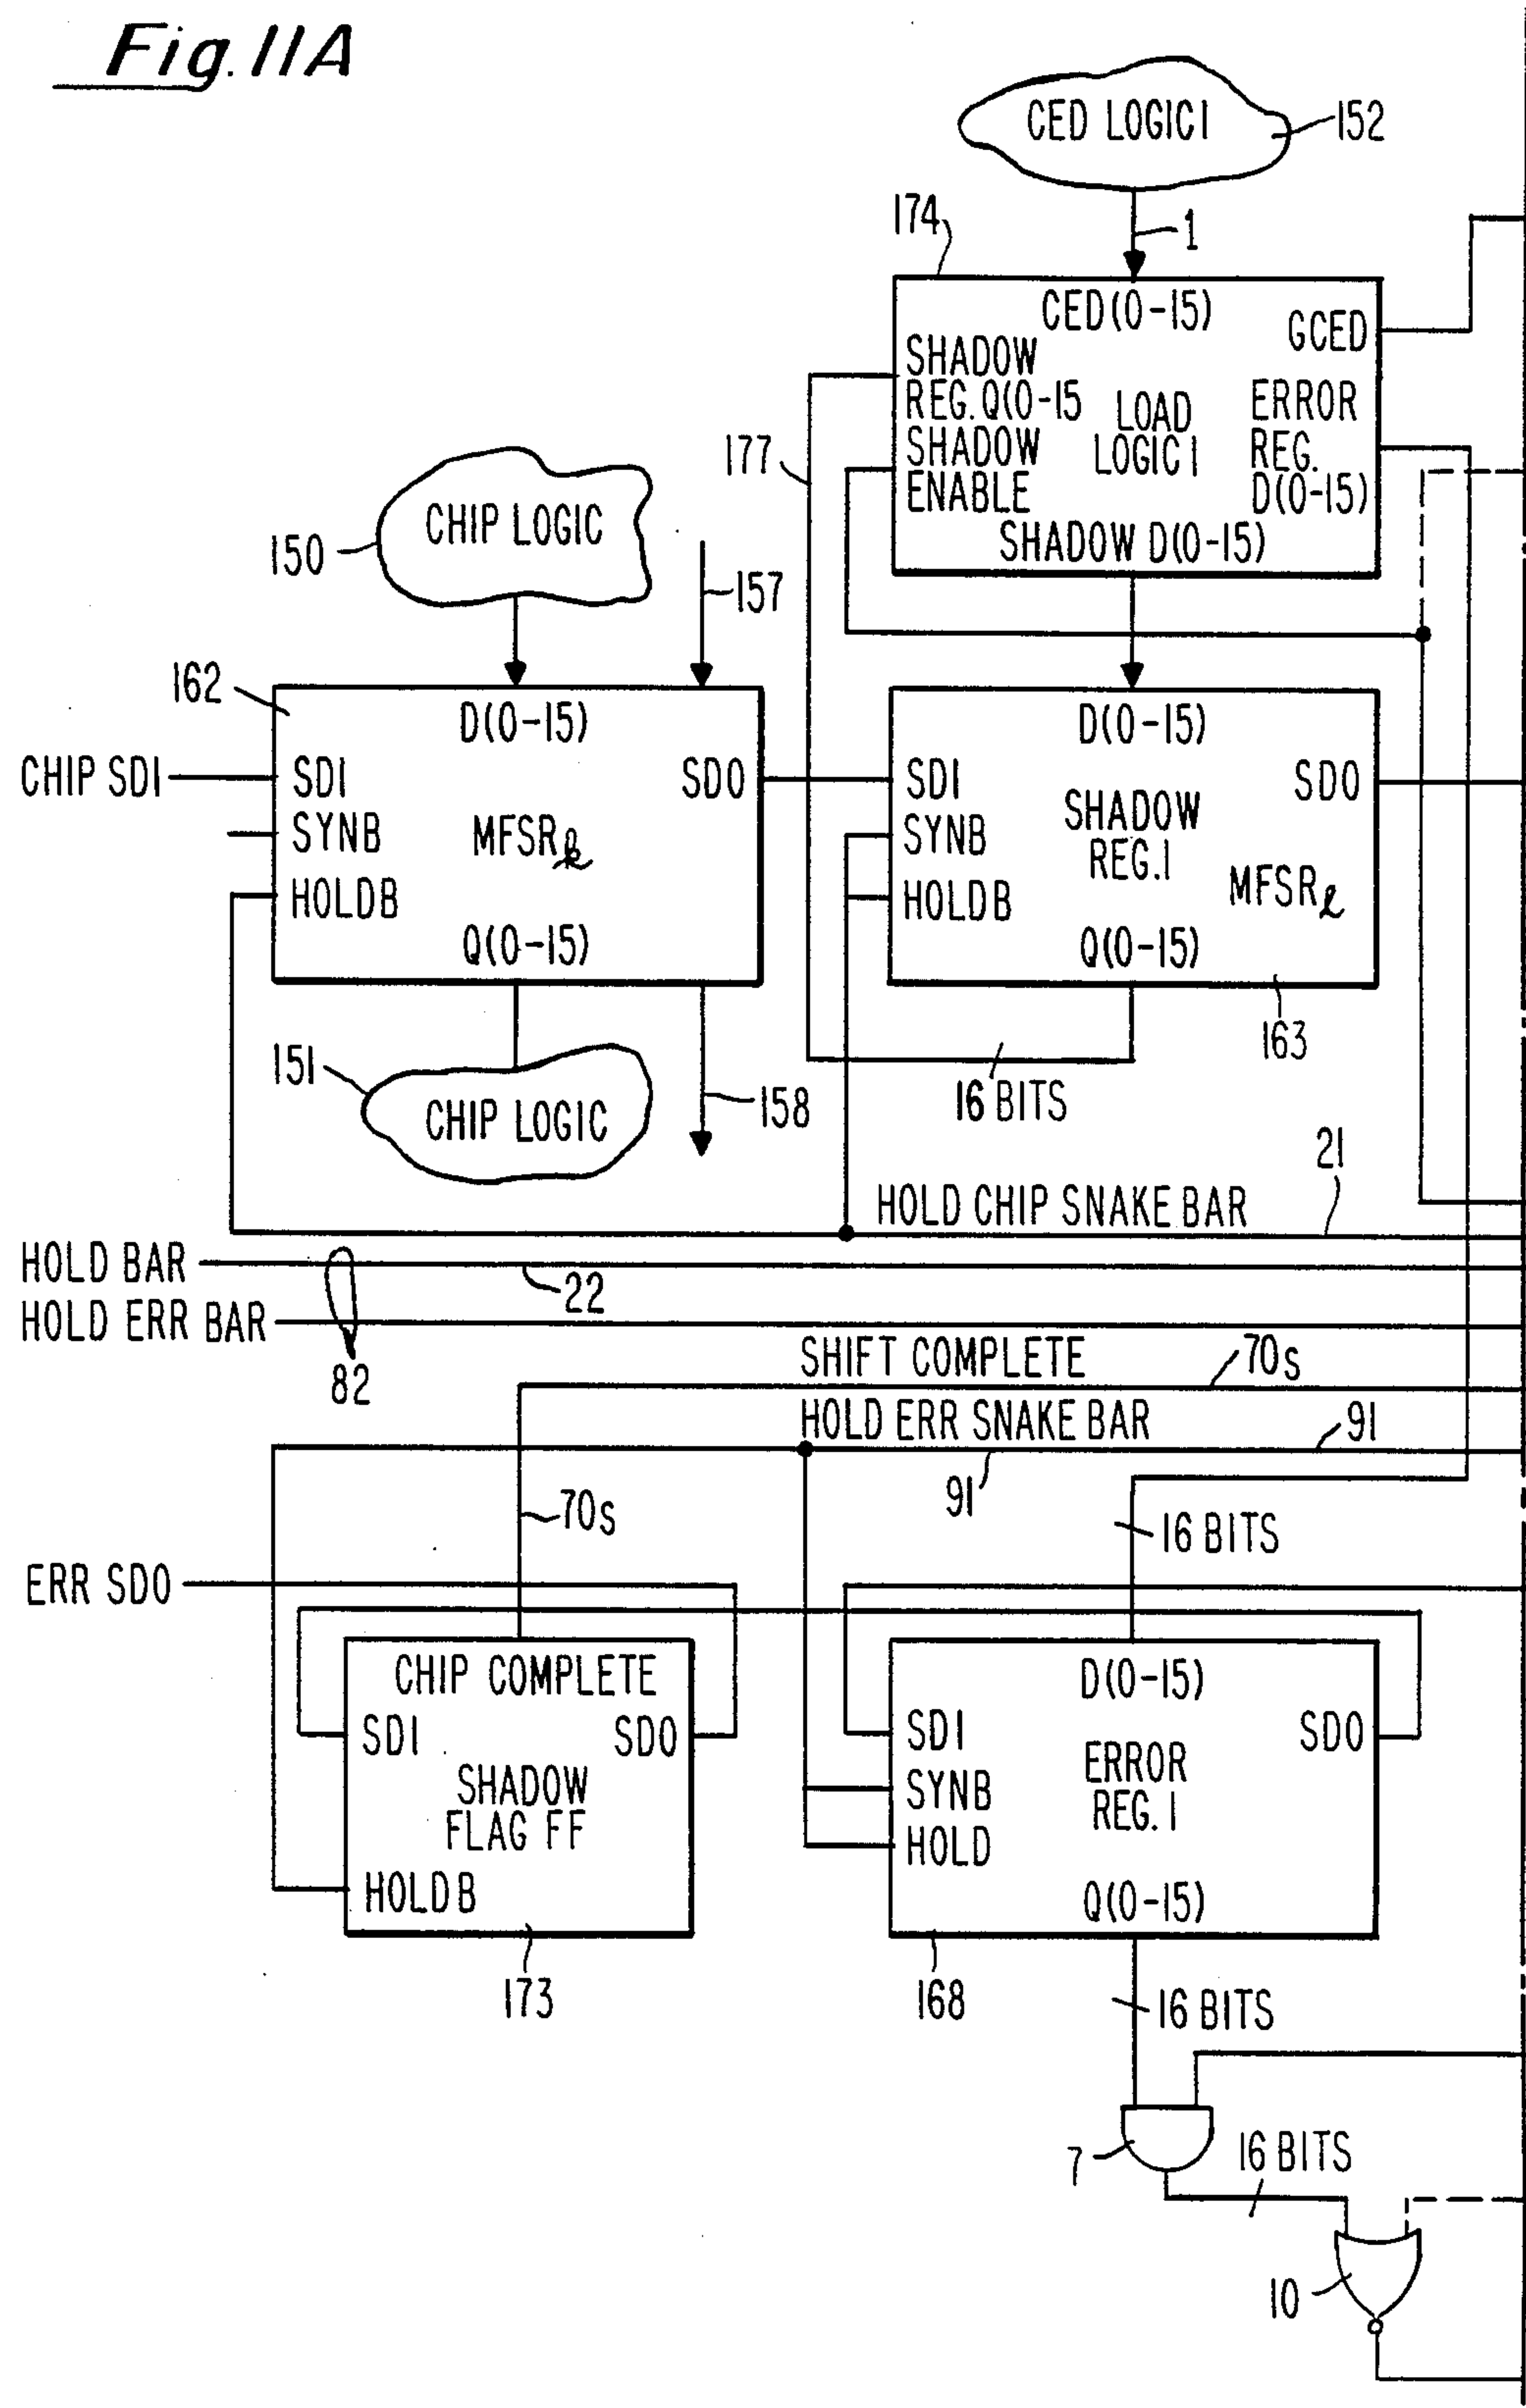 Fig. 11A
CED LOGIC 1
152
1
174
CED(0-15)
GCED
SHADOW
REG. Q(0-15
SHADOW
ENABLE
LOAD
LOGIC 1
ERROR
REG.
D(0-15)
SHADOW D(0-15)
177
CHIP LOGIC
150
157
162
D(0-15)
CHIP SDI
SDI
SDO
SYNB
MFSRk
HOLDB
Q(0-15)
D(0-15)
SDI
SDO
SHADOW
REG. 1
SYNB
MFSRl
HOLDB
Q(0-15)
163
151
CHIP LOGIC
158
16 BITS
21
HOLD CHIP SNAKE BAR
HOLD BAR
22
HOLD ERR BAR
82
SHIFT COMPLETE
70s
HOLD ERR SNAKE BAR
91
91
70s
16 BITS
ERR SDO
CHIP COMPLETE
SDI
SDO
SHADOW
FLAG FF
HOLDB
173
D(0-15)
SDI
SDO
ERROR
REG. 1
SYNB
HOLD
Q(0-15)
168
16 BITS
7
16 BITS
10